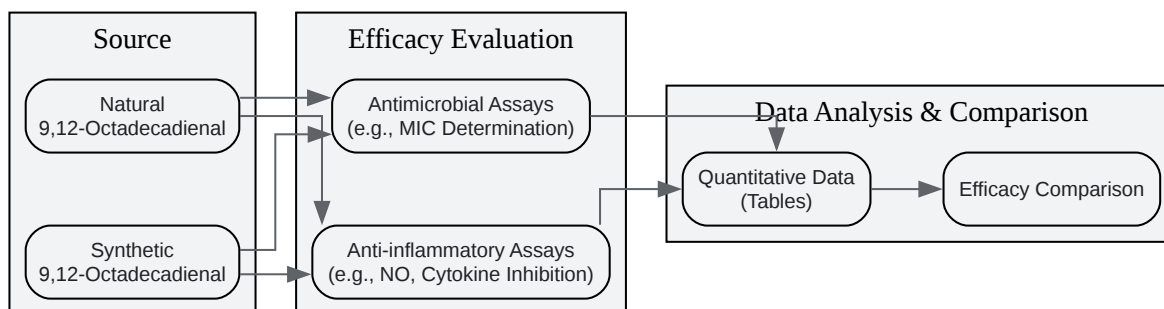 Source
Natural
9,12-Octadecadienal
Synthetic
9,12-Octadecadienal
Efficacy Evaluation
Antimicrobial Assays
(e.g., MIC Determination)
Anti-inflammatory Assays
(e.g., NO, Cytokine Inhibition)
Data Analysis & Comparison
Quantitative Data
(Tables)
Efficacy Comparison